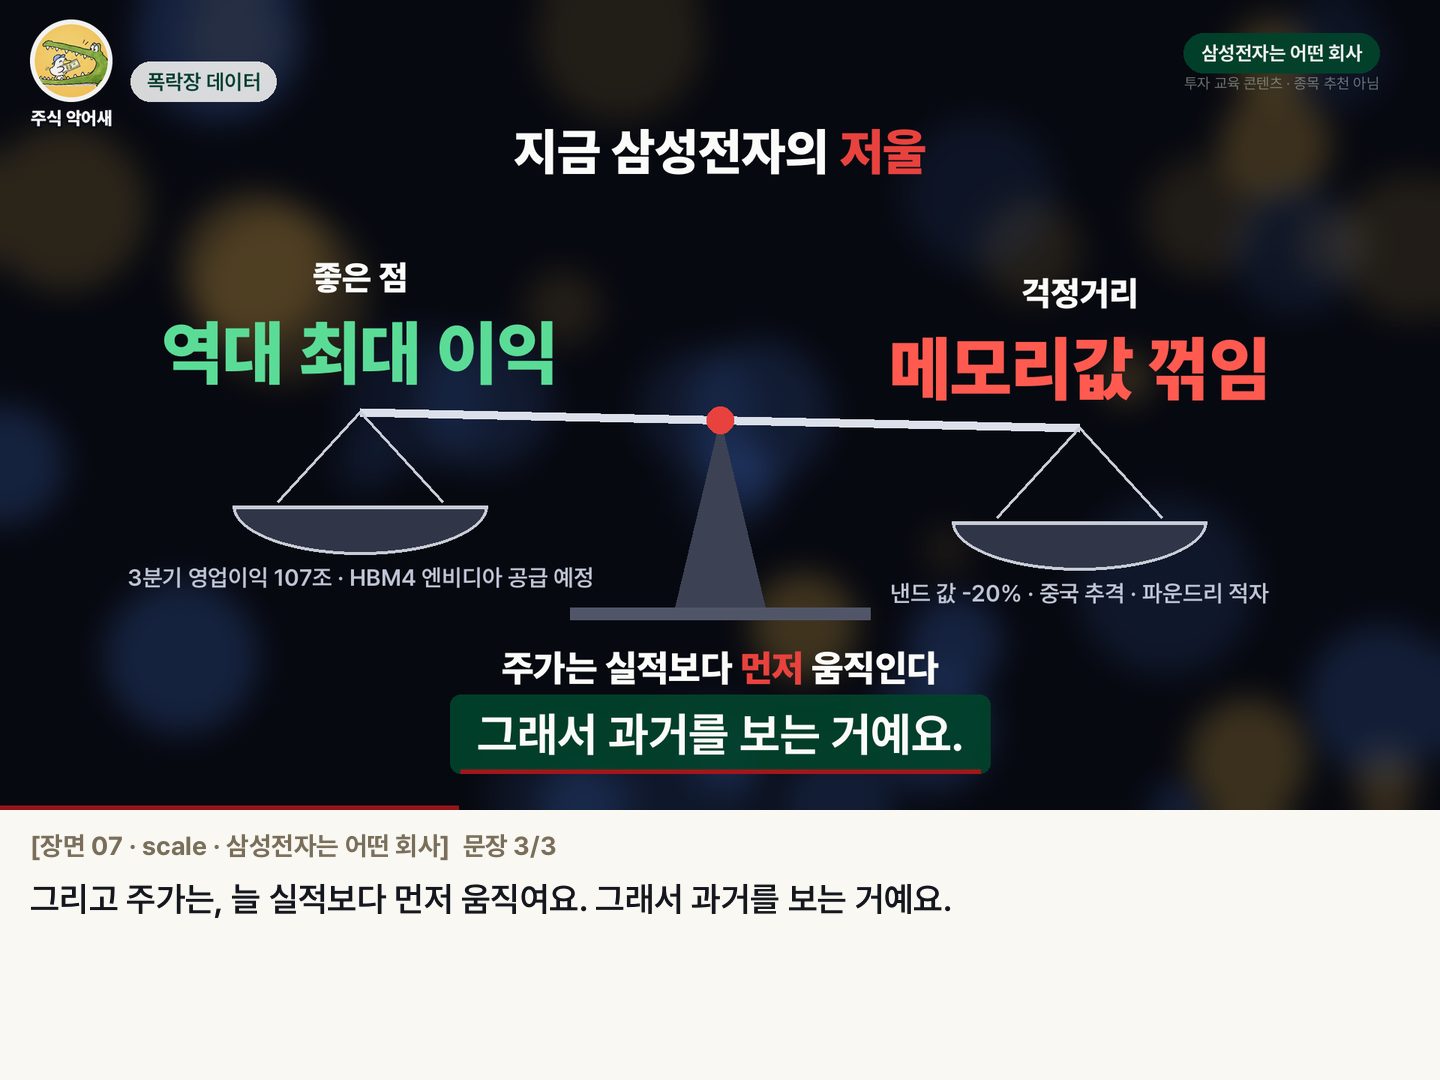 주식 악어새
폭락장 데이터
삼성전자는 어떤 회사
투자 교육 콘텐츠 · 종목 추천 아님
지금 삼성전자의 저울
좋은 점
역대 최대 이익
걱정거리
메모리값 꺾임
3분기 영업이익 107조 · HBM4 엔비디아 공급 예정
낸드 값 -20% · 중국 추격 · 파운드리 적자
주가는 실적보다 먼저 움직인다
그래서 과거를 보는 거예요.
[장면 07 · scale · 삼성전자는 어떤 회사] 문장 3/3
그리고 주가는, 늘 실적보다 먼저 움직여요. 그래서 과거를 보는 거예요.